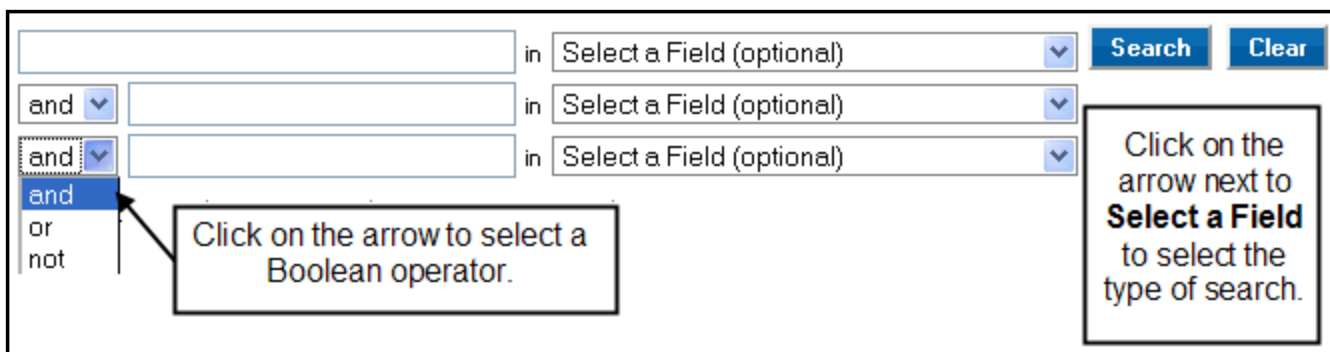 in Select a Field (optional) Search Clear
and in Select a Field (optional)
and in Select a Field (optional)
and
or
not
Click on the arrow to select a
Boolean operator.
Click on the
arrow next to
Select a Field
to select the
type of search.